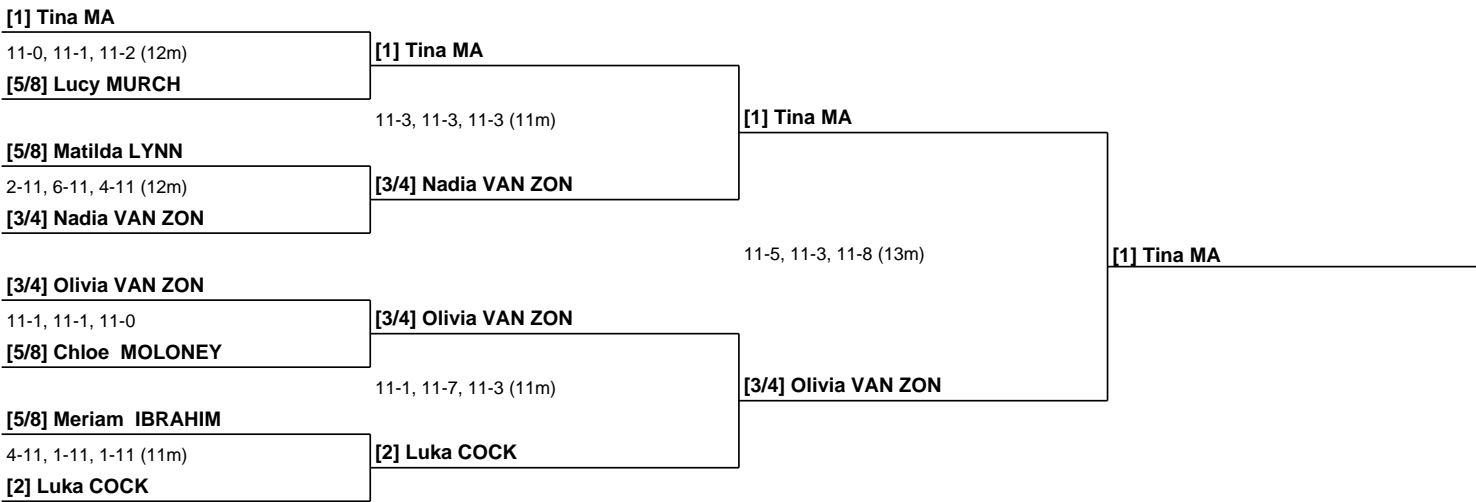 [1] Tina MA
11-0, 11-1, 11-2 (12m)
[5/8] Lucy MURCH
[5/8] Matilda LYNN
2-11, 6-11, 4-11 (12m)
[3/4] Nadia VAN ZON
[3/4] Olivia VAN ZON
11-1, 11-1, 11-0
[5/8] Chloe  MOLONEY
[5/8] Meriam  IBRAHIM
4-11, 1-11, 1-11 (11m)
[2] Luka COCK
[1] Tina MA
11-3, 11-3, 11-3 (11m)
[3/4] Nadia VAN ZON
[3/4] Olivia VAN ZON
11-1, 11-7, 11-3 (11m)
[2] Luka COCK
[1] Tina MA
11-5, 11-3, 11-8 (13m)
[3/4] Olivia VAN ZON
[1] Tina MA